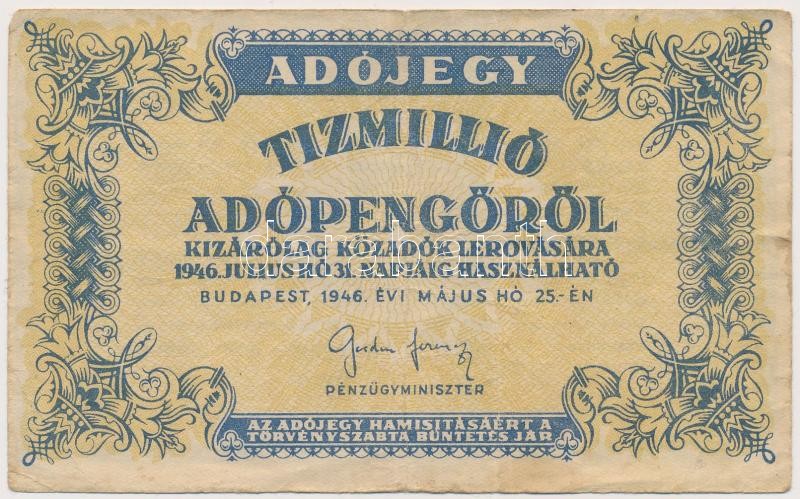 ADÓJEGY
TIZMILLIÓ
ADÓPENGŐRŐL
KIZÁRÓLAG KÖZADÓK LEROVÁSÁRA
1946. JULIUS HÓ 31. NAPJÁIG HASZNÁLHATÓ
BUDAPEST, 1946. ÉVI MÁJUS HÓ 25.-ÉN
PÉNZÜGYMINISZTER
AZ ADÓJEGY HAMISITÁSÁÉRT A
TÖRVÉNYSZABTA BÜNTETÉS JÁR